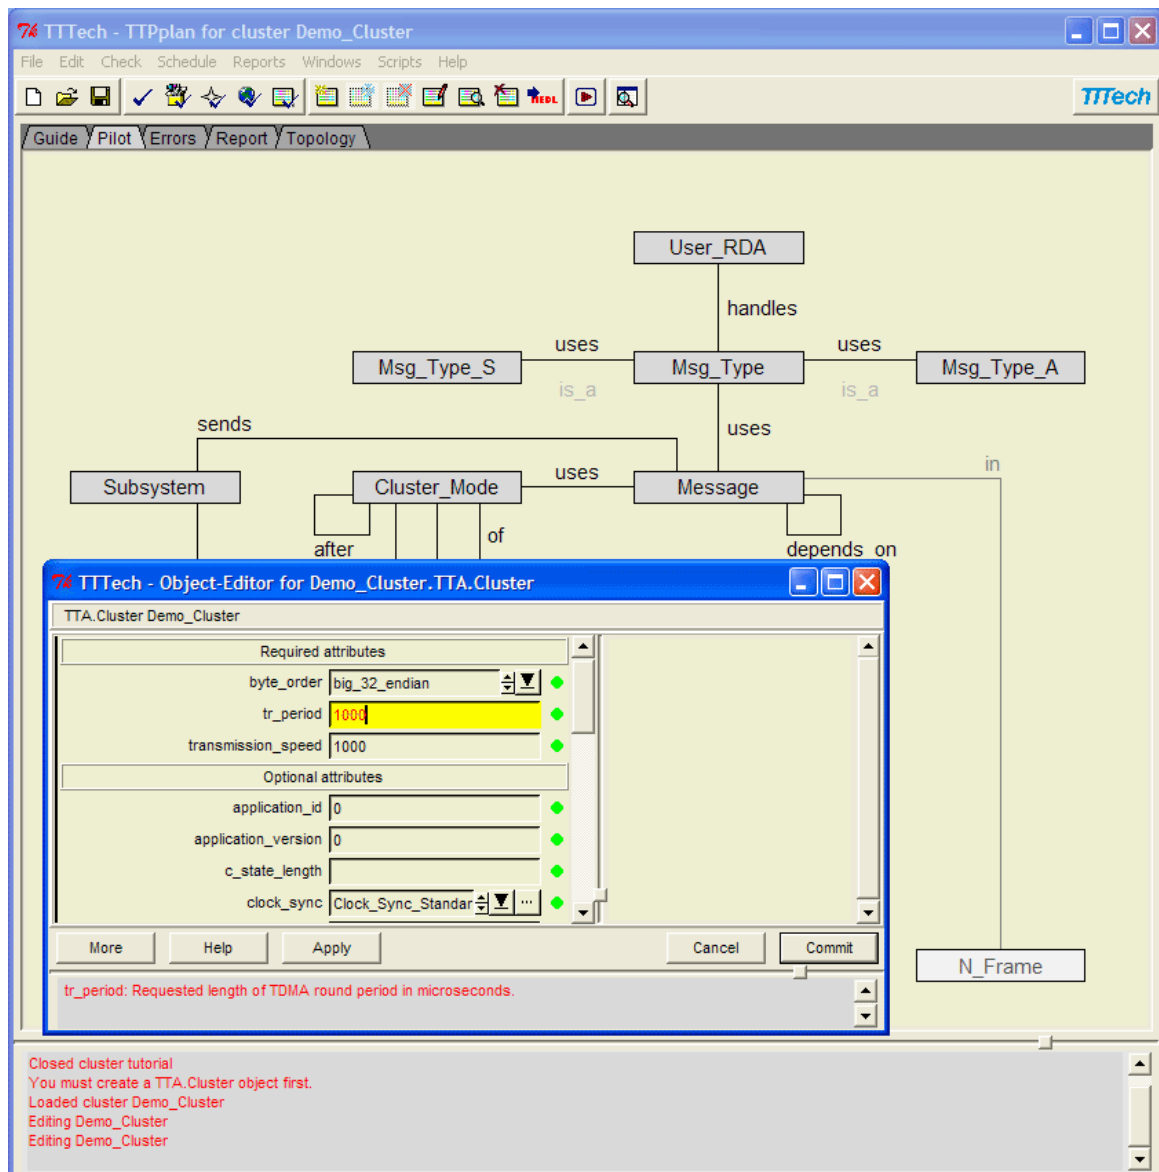 TTTech - TTPplan for cluster Demo_Cluster
File Edit Check Schedule Reports Windows Scripts Help
TTTech
Guide Pilot Errors Report Topology
User_RDA
handles
uses uses
Msg_Type_S Msg_Type Msg_Type_A
is_a is_a
sends
uses
in
uses
Subsystem Cluster_Mode Message
of
after depends_on
TTTech - Object-Editor for Demo_Cluster.TTA.Cluster
TTA.Cluster Demo_Cluster
Required attributes
byte_order big_32_endian
tr_period 1000
transmission_speed 1000
Optional attributes
application_id 0
application_version 0
c_state_length
clock_sync Clock_Sync_Standar ...
More Help Apply Cancel Commit
N_Frame
tr_period: Requested length of TDMA round period in microseconds.
Closed cluster tutorial
You must create a TTA.Cluster object first.
Loaded cluster Demo_Cluster
Editing Demo_Cluster
Editing Demo_Cluster